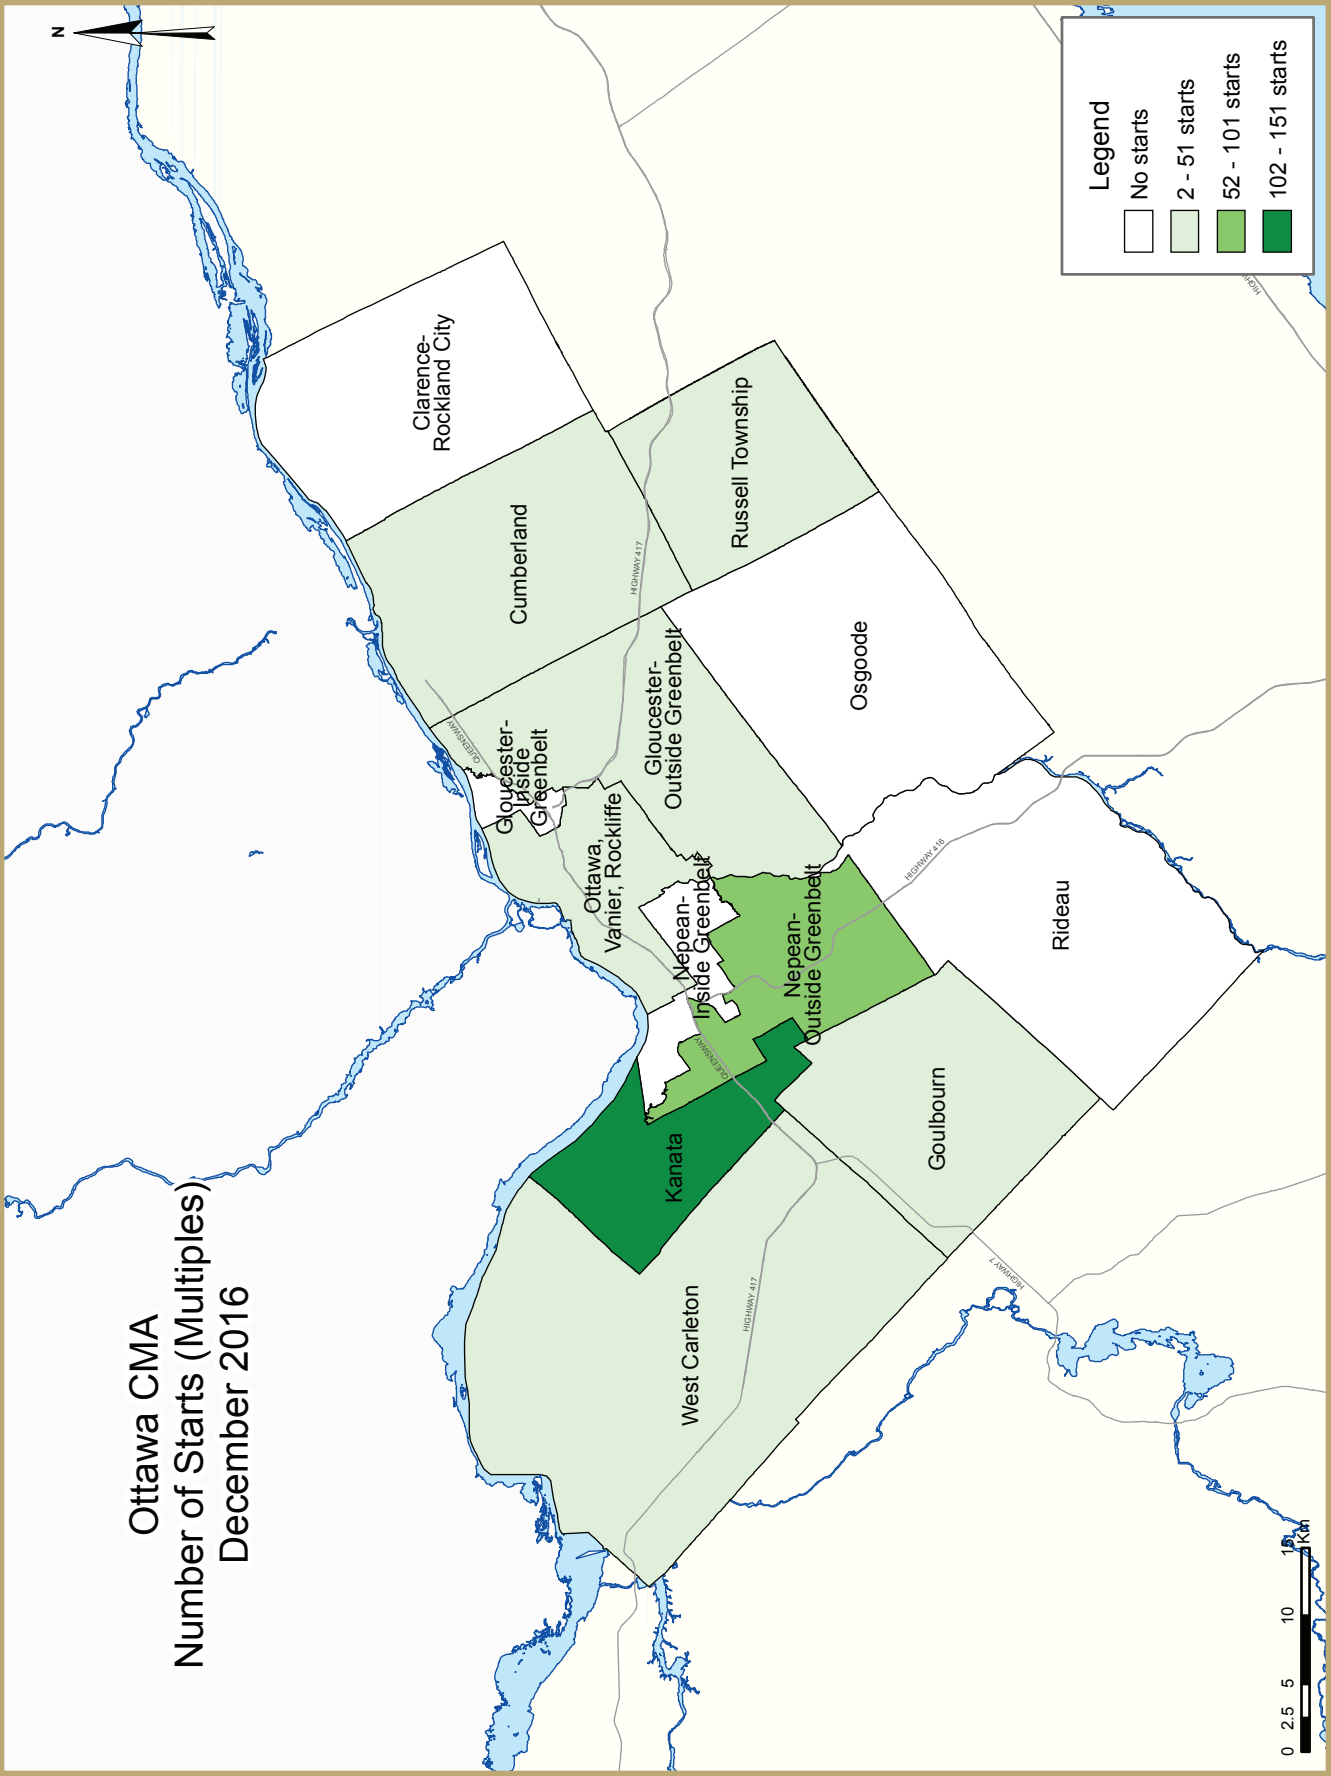 Ottawa CMA
Number of Starts (Multiples)
December 2016
N
Legend
No starts
2 - 51 starts
52 - 101 starts
102 - 151 starts
Clarence-
Rockland City
Cumberland
Russell Township
HIGHWAY 417
QUEENSWAY
Gloucester-
Inside
Greenbelt
Gloucester-
Outside Greenbelt
Osgoode
Ottawa,
Vanier, Rockliffe
Nepean-
Inside Greenbelt
Nepean-
Outside Greenbelt
HIGHWAY 416
Rideau
QUEENSWAY
Kanata
Goulbourn
West Carleton
HIGHWAY 417
HIGHWAY 7
0 2.5 5 10 15
Km